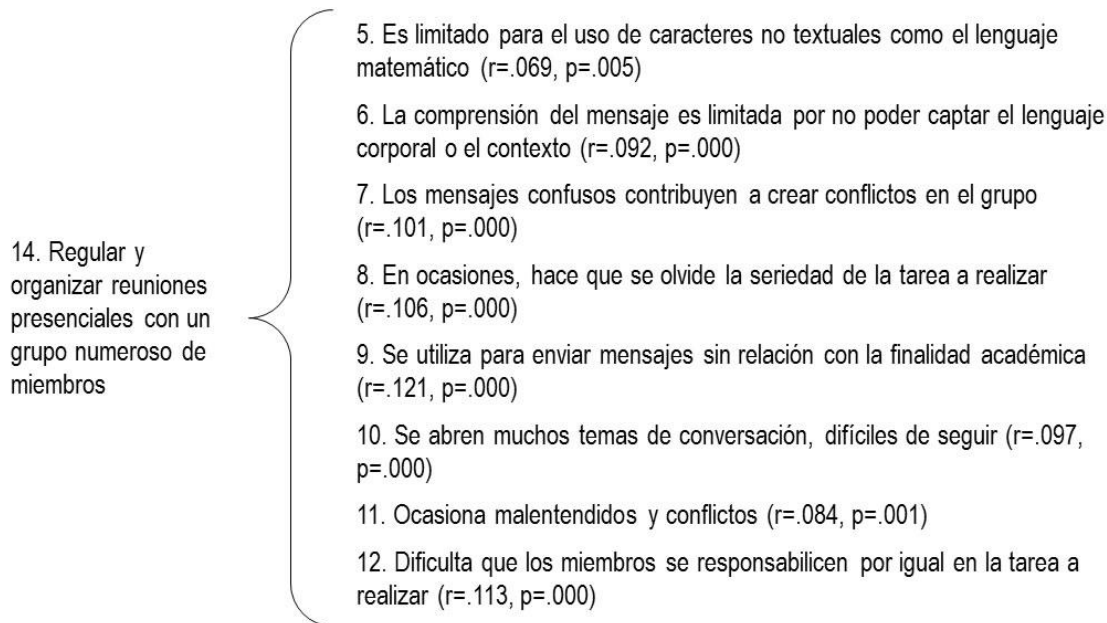 14. Regular y
organizar reuniones
presenciales con un
grupo numeroso de
miembros
5. Es limitado para el uso de caracteres no textuales como el lenguaje
matemático (r=.069, p=.005)
6. La comprensión del mensaje es limitada por no poder captar el lenguaje
corporal o el contexto (r=.092, p=.000)
7. Los mensajes confusos contribuyen a crear conflictos en el grupo
(r=.101, p=.000)
8. En ocasiones, hace que se olvide la seriedad de la tarea a realizar
(r=.106, p=.000)
9. Se utiliza para enviar mensajes sin relación con la finalidad académica
(r=.121, p=.000)
10. Se abren muchos temas de conversación, difíciles de seguir (r=.097,
p=.000)
11. Ocasiona malentendidos y conflictos (r=.084, p=.001)
12. Dificulta que los miembros se responsabilicen por igual en la tarea a
realizar (r=.113, p=.000)